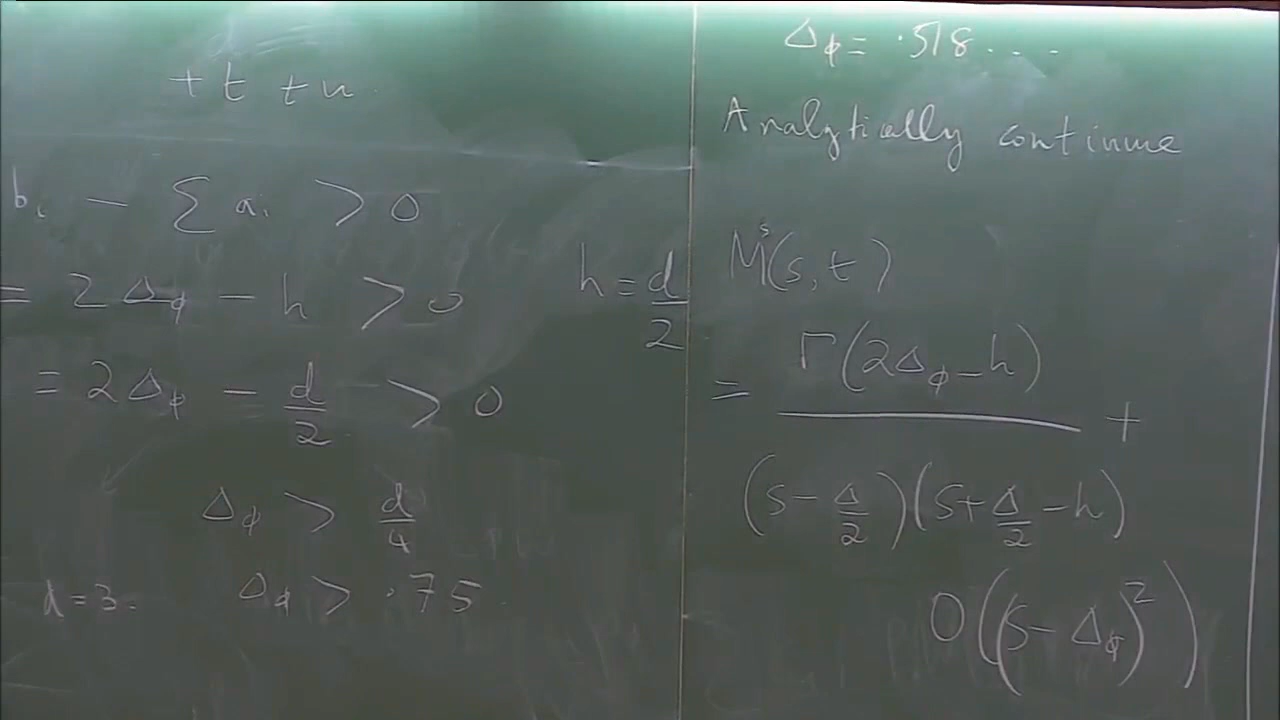 + t + u
b_i - Σ a_i > 0
= 2Δ_φ - h > 0
h = d/2
= 2Δ_φ - d/2 > 0
Δ_φ > d/4
d = 3. Δ_φ > .75
Δ_φ = .518...
Analytically continue
M^s(s, t)
= Γ(2Δ_φ - h) / (s - Δ/2)(s + Δ/2 - h) +
O((s - Δ_φ)^2)